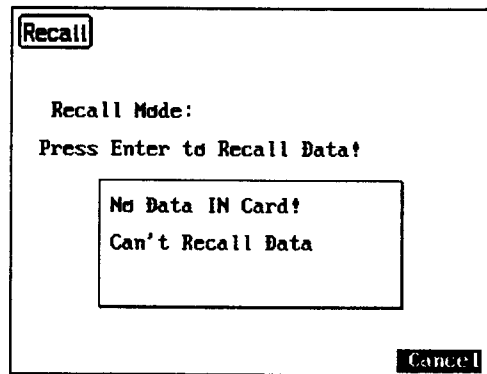 Recall
Recall Mode:
Press Enter to Recall Data!
No Data IN Card!
Can't Recall Data
Cancel